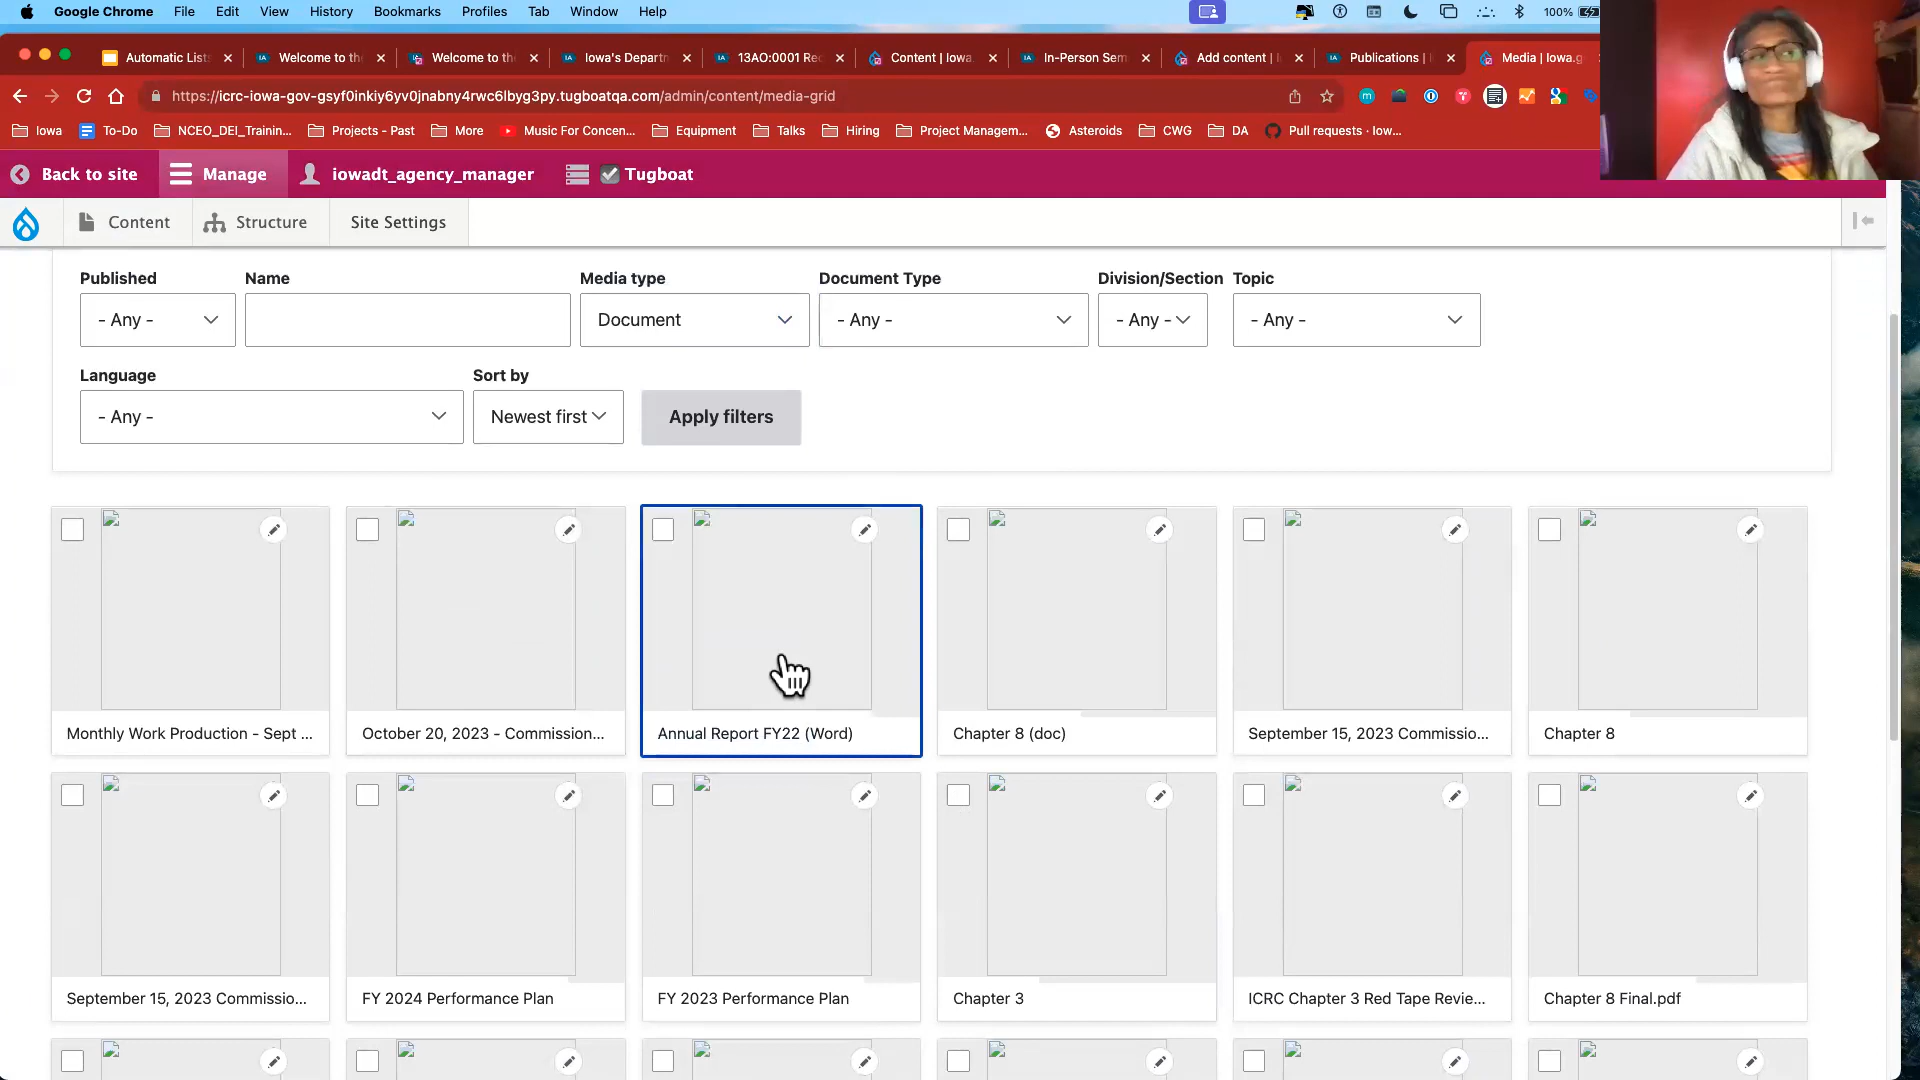 Google Chrome File Edit View History Bookmarks Profiles Tab Window Help 100%
Automatic List Welcome to th Welcome to th Iowa's Departm 13AO:0001 Rec Content | Iowa. In-Person Sem Add content | I Publications | Media | Iowa.g
https://icrc-iowa-gov-gsyf0inkiy6yv0jnabny4rwc6lbyg3py.tugboatqa.com/admin/content/media-grid
Iowa To-Do NCEO_DEI_Trainin... Projects - Past More Music For Concen... Equipment Talks Hiring Project Managem... Asteroids CWG DA Pull requests · Iow...
Back to site Manage iowadt_agency_manager Tugboat
Content Structure Site Settings
Published Name Media type Document Type Division/Section Topic
- Any - Document - Any - - Any - - Any -
Language Sort by
- Any - Newest first Apply filters
Monthly Work Production - Sept ... October 20, 2023 - Commission... Annual Report FY22 (Word) Chapter 8 (doc) September 15, 2023 Commissio... Chapter 8
September 15, 2023 Commissio... FY 2024 Performance Plan FY 2023 Performance Plan Chapter 3 ICRC Chapter 3 Red Tape Revie... Chapter 8 Final.pdf